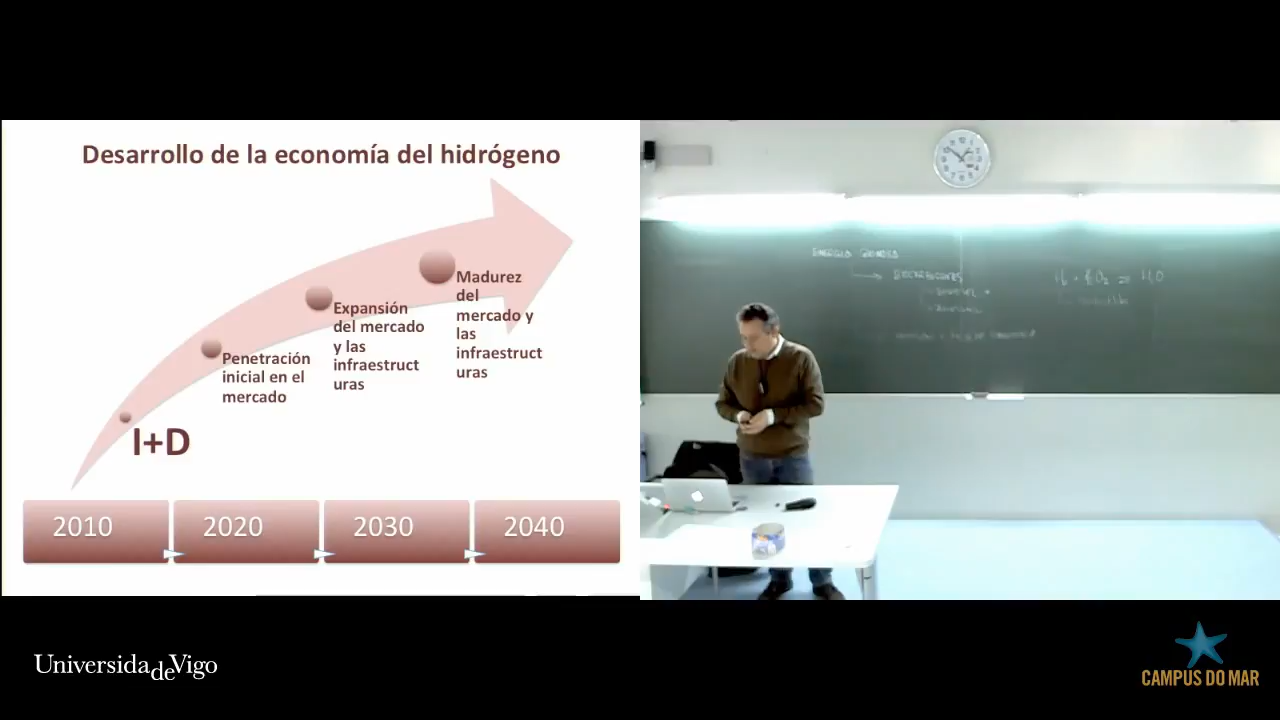 Desarrollo de la economía del hidrógeno
Madurez
del
mercado y
las
infraestruct
uras
Expansión
del mercado
y las
infraestruct
uras
Penetración
inicial en el
mercado
I+D
2010
2020
2030
2040
UniversidadeVigo
CAMPUS DO MAR